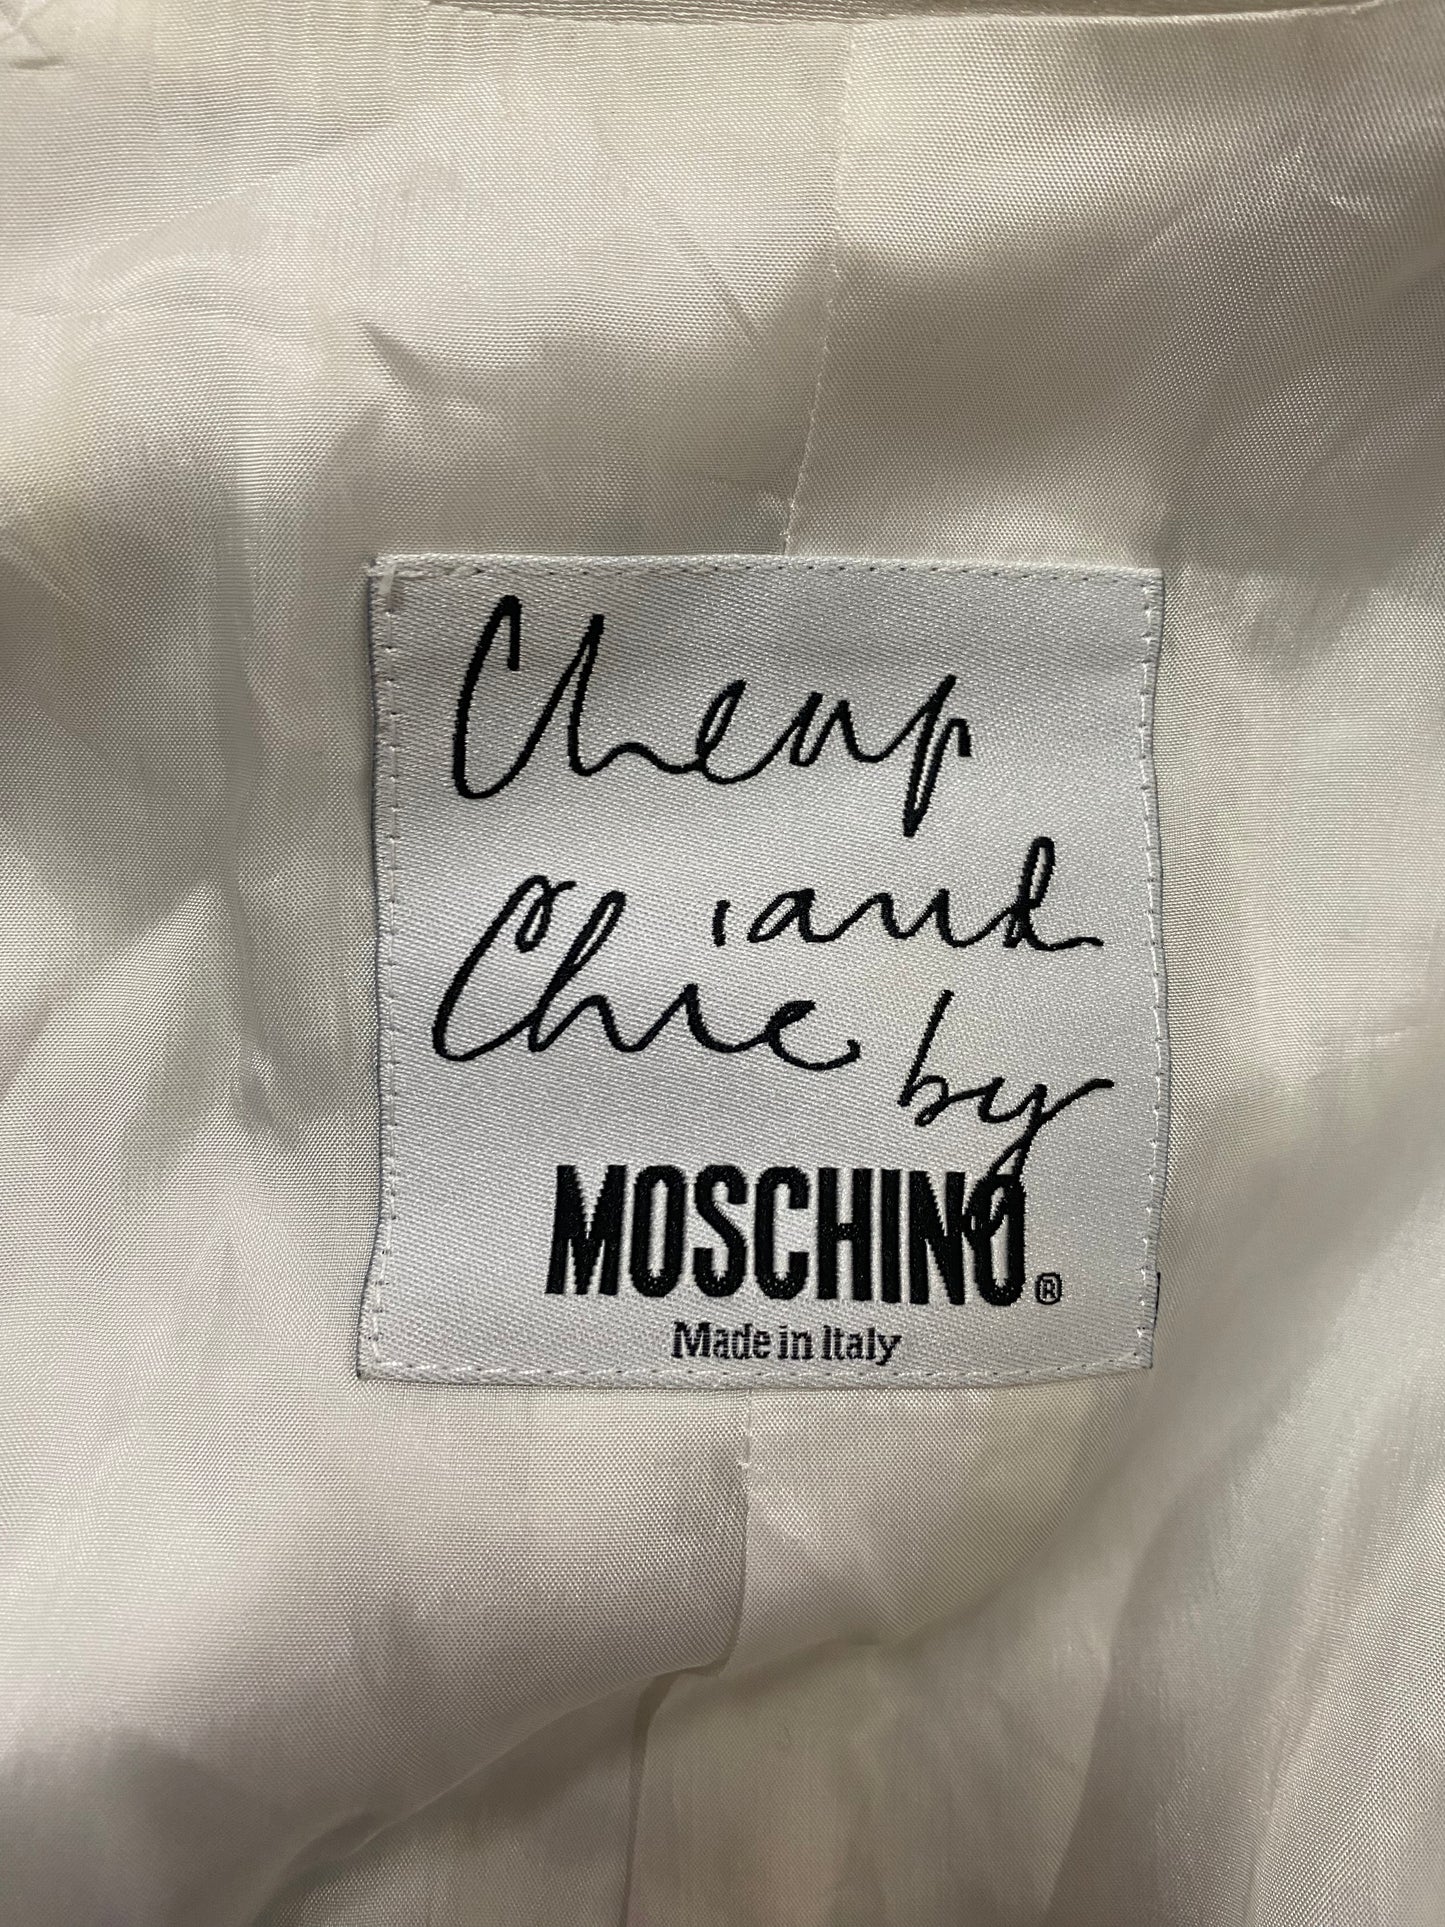 Cheap
and
Chic by
MOSCHINO®
Made in Italy